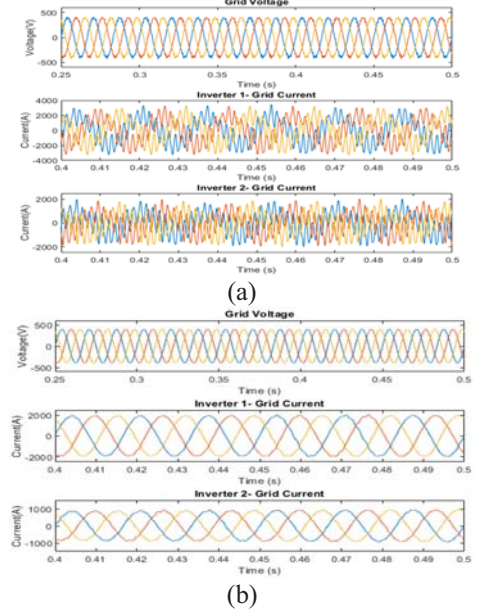 Grid Voltage
500
0
-500
Voltage(V)
0.25 0.3 0.35 0.4 0.45 0.5
Time (s)
Inverter 1- Grid Current
4000
2000
0
-2000
-4000
Current(A)
0.4 0.41 0.42 0.43 0.44 0.45 0.46 0.47 0.48 0.49 0.5
Time (s)
Inverter 2- Grid Current
2000
0
-2000
Current(A)
0.4 0.41 0.42 0.43 0.44 0.45 0.46 0.47 0.48 0.49 0.5
Time (s)
(a)
Grid Voltage
500
0
-500
Voltage(V)
0.25 0.3 0.35 0.4 0.45 0.5
Time (s)
Inverter 1- Grid Current
2000
0
-2000
Current(A)
0.4 0.41 0.42 0.43 0.44 0.45 0.46 0.47 0.48 0.49 0.5
Time (s)
Inverter 2- Grid Current
1000
0
-1000
Current(A)
0.4 0.41 0.42 0.43 0.44 0.45 0.46 0.47 0.48 0.49 0.5
Time (s)
(b)